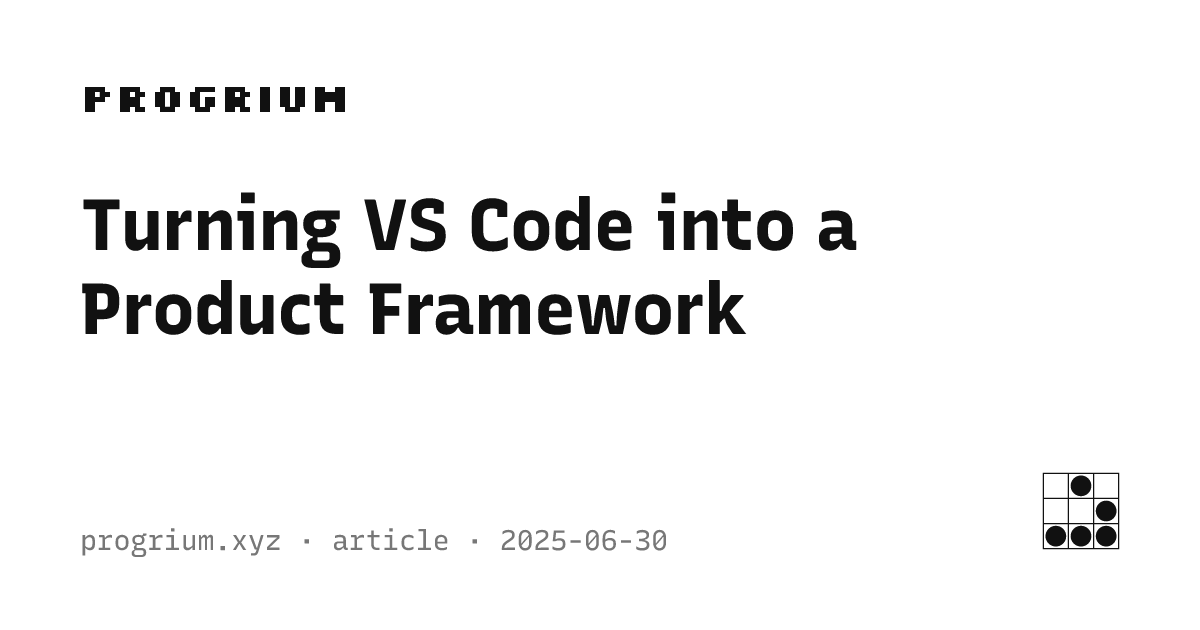 PROGRIUM
Turning VS Code into a
Product Framework
progrium.xyz · article · 2025-06-30